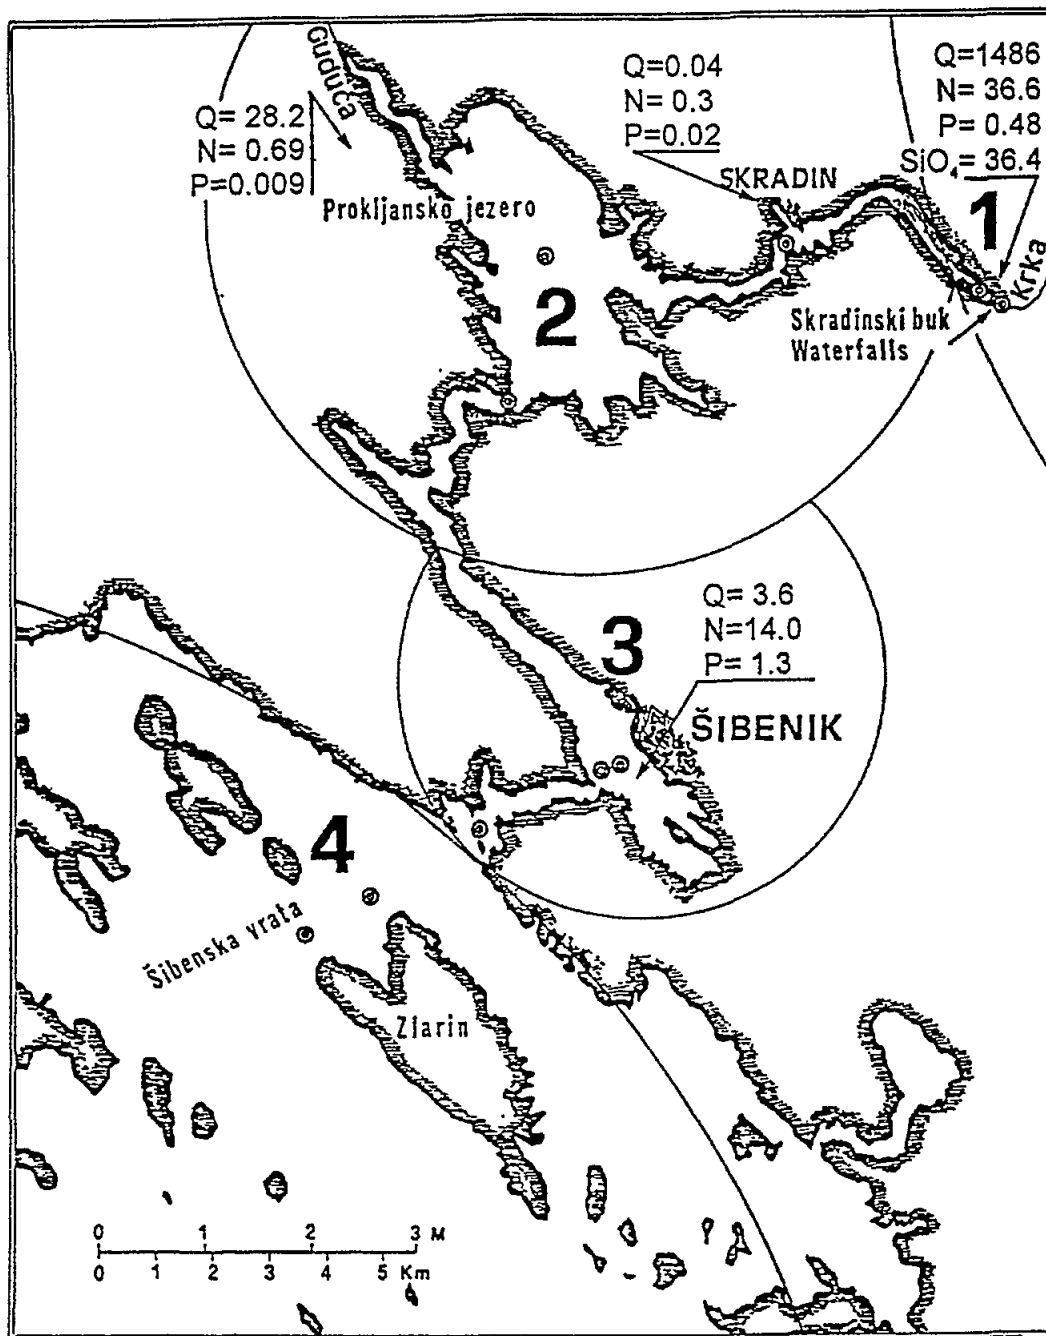 Guduča
Q= 28.2
N= 0.69
P=0.009
Prokljansko jezero
Q=0.04
N= 0.3
P=0.02
SKRADIN
Q=1486
N= 36.6
P= 0.48
SiO₄= 36.4
1
Krka
Skradinski buk
Waterfalls
2
3
Q= 3.6
N=14.0
P= 1.3
ŠIBENIK
4
Šibenska vrata
Zlarin
0 1 2 3 M
0 1 2 3 4 5 Km